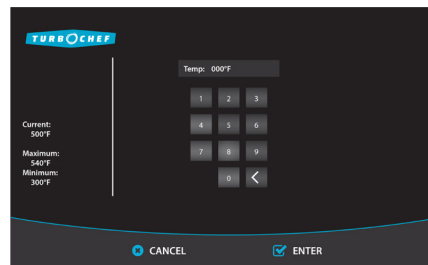 TURBOCHEF
Temp: 000°F
1 2 3
4 5 6
7 8 9
0 <
Current:
500°F
Maximum:
540°F
Minimum:
300°F
CANCEL
ENTER